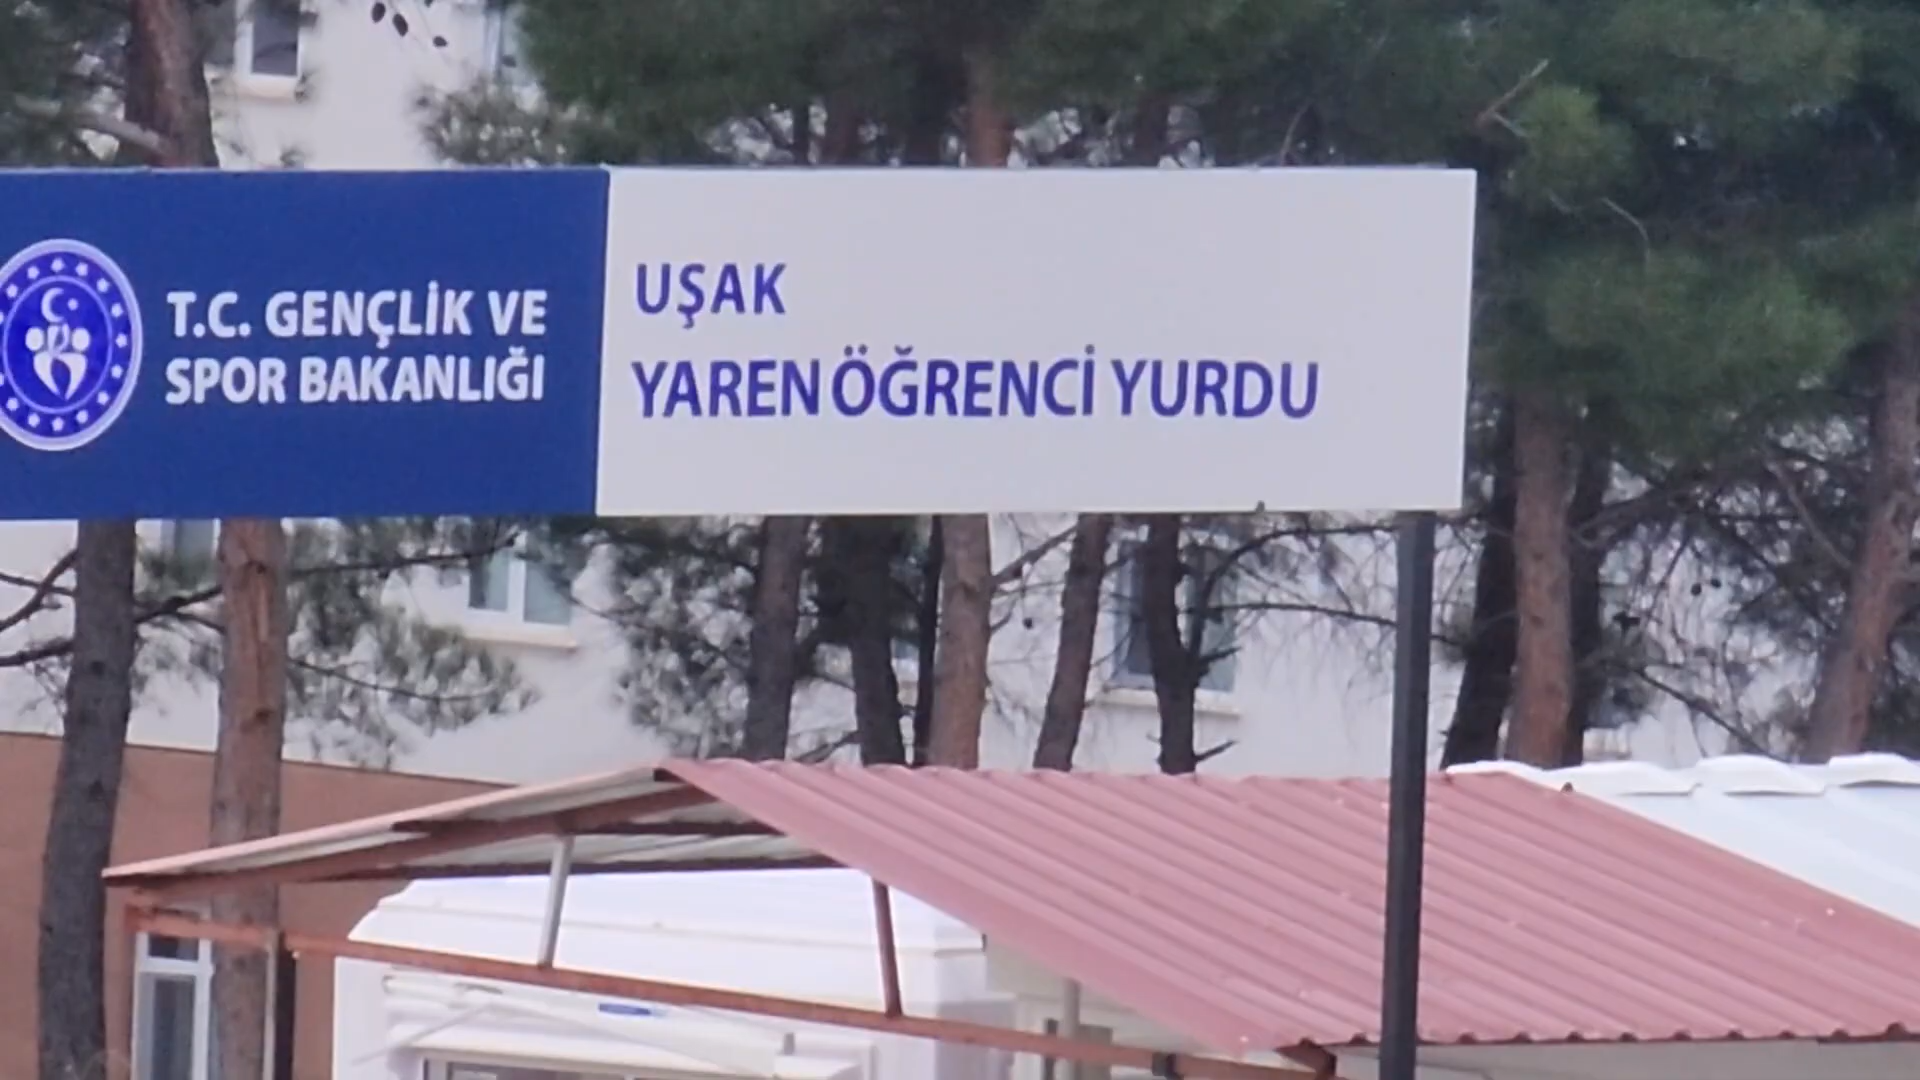 T.C. GENÇLİK VE
SPOR BAKANLIĞI
UŞAK
YAREN ÖĞRENCİ YURDU